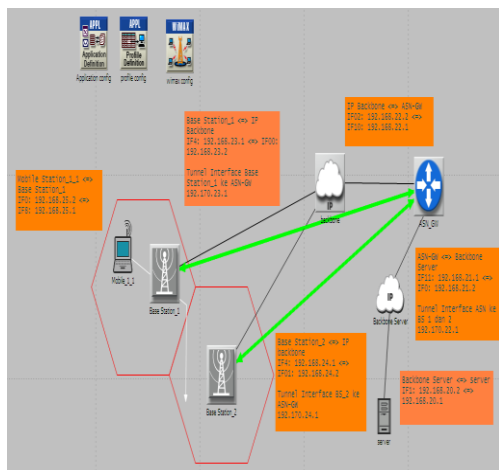 APPL
Application
Definition
Application.config
APPL
Profile
Definition
profile.config
WiMAX
wimax.config
Base Station_1 <=> IP
Backbone
IF4: 192.168.23.1 <=> IF00:
192.168.23.2
Tunnel Interface Base
Station_1 ke ASN-GW
192.170.23.1
IP Backbone <=> ASN-GW
IF02: 192.168.22.2 <=>
IF10: 192.168.22.1
Mobile Station_1_1 <=>
Base Station_1
IF0: 192.168.25.2 <=>
IF8: 192.168.25.1
IP
backbone
ASN_GW
Mobile_1_1
Base Station_1
ASN-GW <=> Backbone
Server
IF11: 192.168.21.1 <=>
IF0: 192.168.21.2
Tunnel Interface ASN ke
BS 1 dan 2
192.170.22.1
IP
Backbone Server
Base Station_2 <=> IP
backbone
IF4: 192.168.24.1 <=>
IF01: 192.168.24.2
Tunnel Interface BS_2 ke
ASN-GW
192.170.24.1
Base Station_2
Backbone Server <=> server
IF1: 192.168.20.2 <=>
192.168.20.1
server